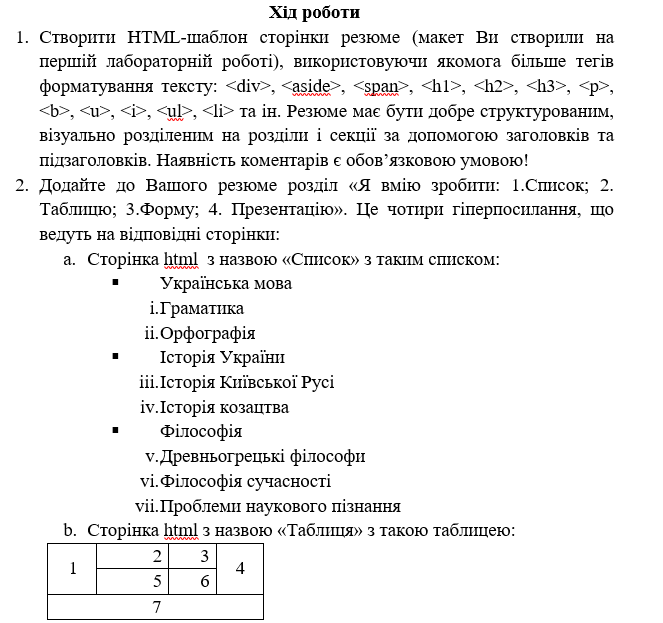 Хід роботи
1. Створити HTML-шаблон сторінки резюме (макет Ви створили на
першій лабораторній роботі), використовуючи якомога більше тегів
форматування тексту: <div>, <aside>, <span>, <h1>, <h2>, <h3>, <p>,
<b>, <u>, <i>, <ul>, <li> та ін. Резюме має бути добре структурованим,
візуально розділеним на розділи і секції за допомогою заголовків та
підзаголовків. Наявність коментарів є обов’язковою умовою!
2. Додайте до Вашого резюме розділ «Я вмію зробити: 1.Список; 2.
Таблицю; 3.Форму; 4. Презентацію». Це чотири гіперпосилання, що
ведуть на відповідні сторінки:
a. Сторінка html з назвою «Список» з таким списком:
▪ Українська мова
i.Граматика
ii.Орфографія
▪ Історія України
iii.Історія Київської Русі
iv.Історія козацтва
▪ Філософія
v.Древньогрецькі філософи
vi.Філософія сучасності
vii.Проблеми наукового пізнання
b. Сторінка html з назвою «Таблиця» з такою таблицею:
1 2 3 4
5 6
7